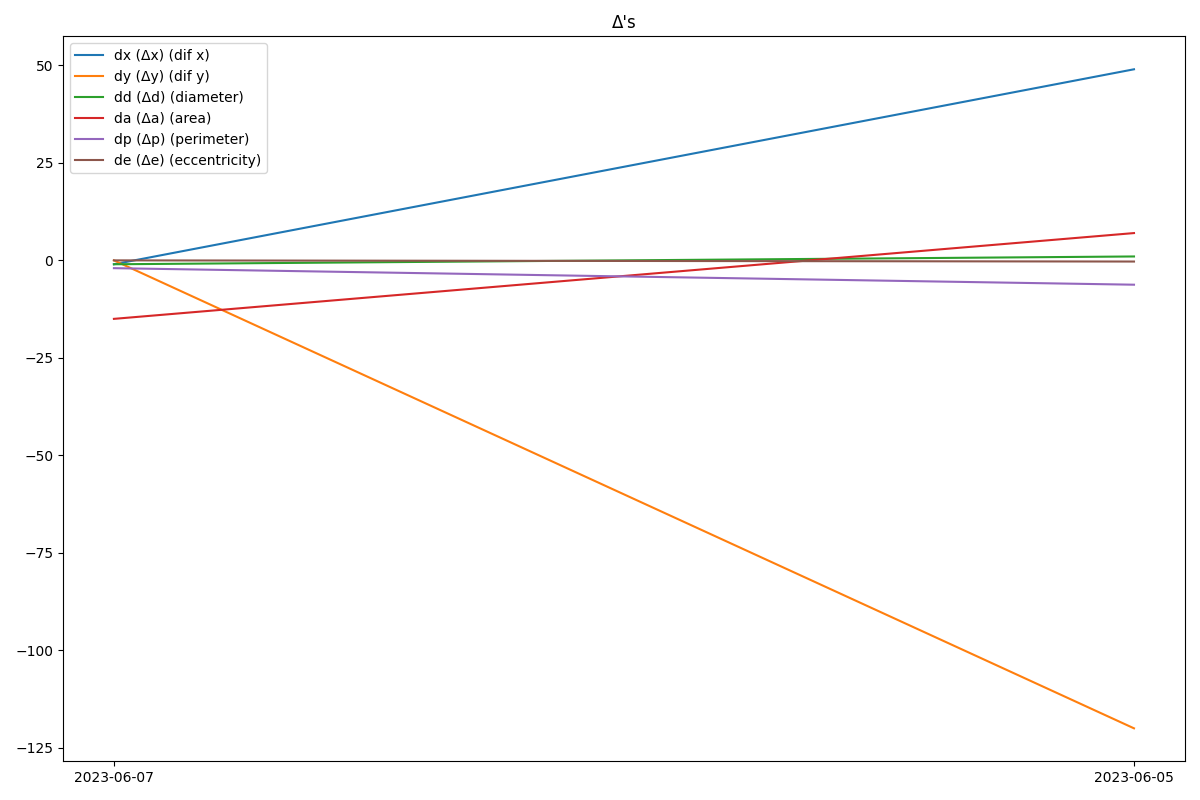 Δ's
dx (Δx) (dif x)
dy (Δy) (dif y)
dd (Δd) (diameter)
da (Δa) (area)
dp (Δp) (perimeter)
de (Δe) (eccentricity)
50
25
0
−25
−50
−75
−100
−125
2023-06-07
2023-06-05